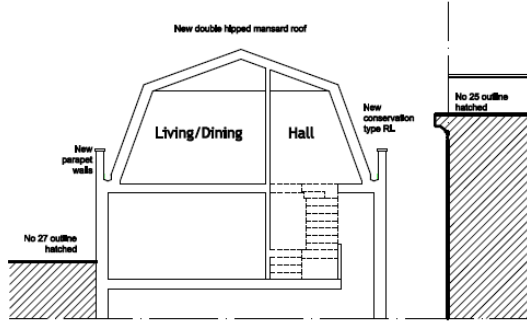 New double hipped mansard roof
No 25 outline
hatched
New
conservation
type RL
Living/Dining
Hall
New
parapet
walls
No 27 outline
hatched